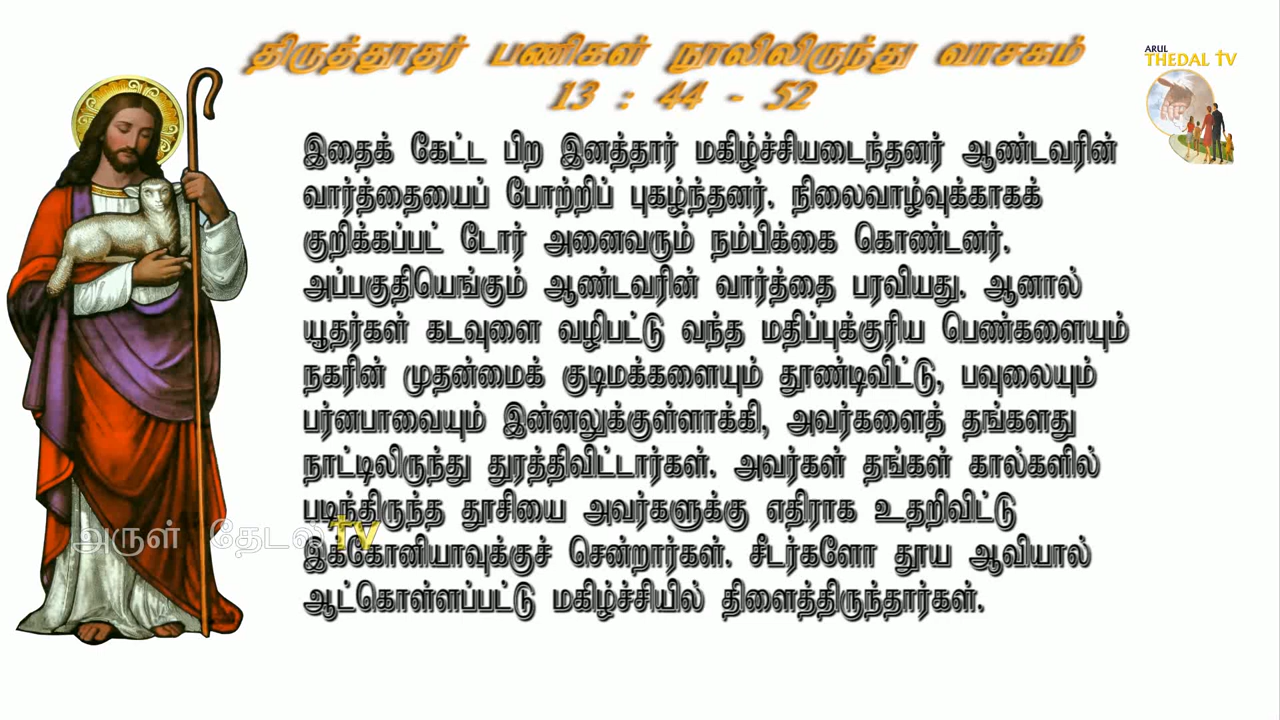 திருத்தூதர் பணிகள் நூலிலிருந்து வாசகம்
13 : 44 - 52
ARUL
THEDAL tv
இதைக் கேட்ட பிற இனத்தார் மகிழ்ச்சியடைந்தனர் ஆண்டவரின்
வார்த்தையைப் போற்றிப் புகழ்ந்தனர். நிலைவாழ்வுக்காகக்
குறிக்கப்பட் டோர் அனைவரும் நம்பிக்கை கொண்டனர்.
அப்பகுதியெங்கும் ஆண்டவரின் வார்த்தை பரவியது. ஆனால்
யூதர்கள் கடவுளை வழிபட்டு வந்த மதிப்புக்குரிய பெண்களையும்
நகரின் முதன்மைக் குடிமக்களையும் தூண்டிவிட்டு, பவுலையும்
பர்னபாவையும் இன்னலுக்குள்ளாக்கி, அவர்களைத் தங்களது
நாட்டிலிருந்து துரத்திவிட்டார்கள். அவர்கள் தங்கள் கால்களில்
படிந்திருந்த தூசியை அவர்களுக்கு எதிராக உதறிவிட்டு
அருள் தேடல் tv
இக்கோனியாவுக்குச் சென்றார்கள். சீடர்களோ தூய ஆவியால்
ஆட்கொள்ளப்பட்டு மகிழ்ச்சியில் திளைத்திருந்தார்கள்.